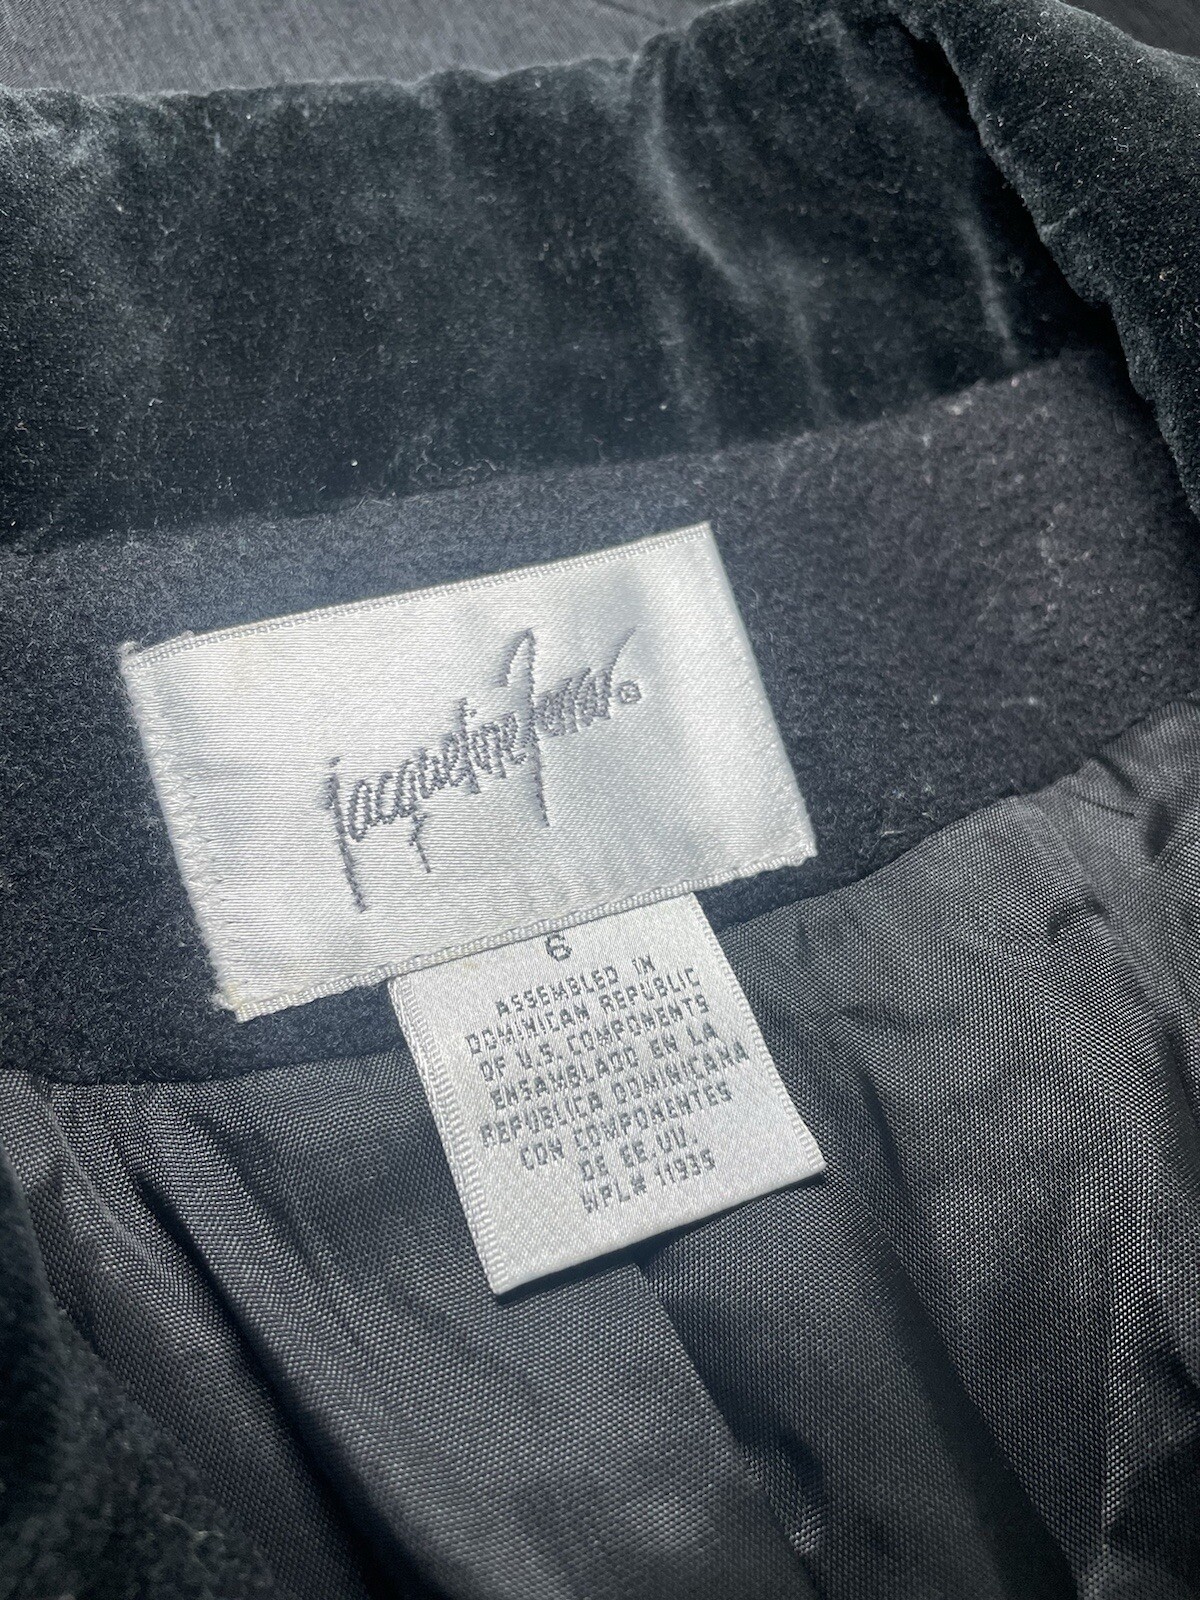 Jacqueline Ferrar ®
6
ASSEMBLED IN
DOMINICAN REPUBLIC
OF U.S. COMPONENTS
ENSAMBLADO EN LA
REPUBLICA DOMINICANA
CON COMPONENTES
DE EE.UU.
WPL# 11935